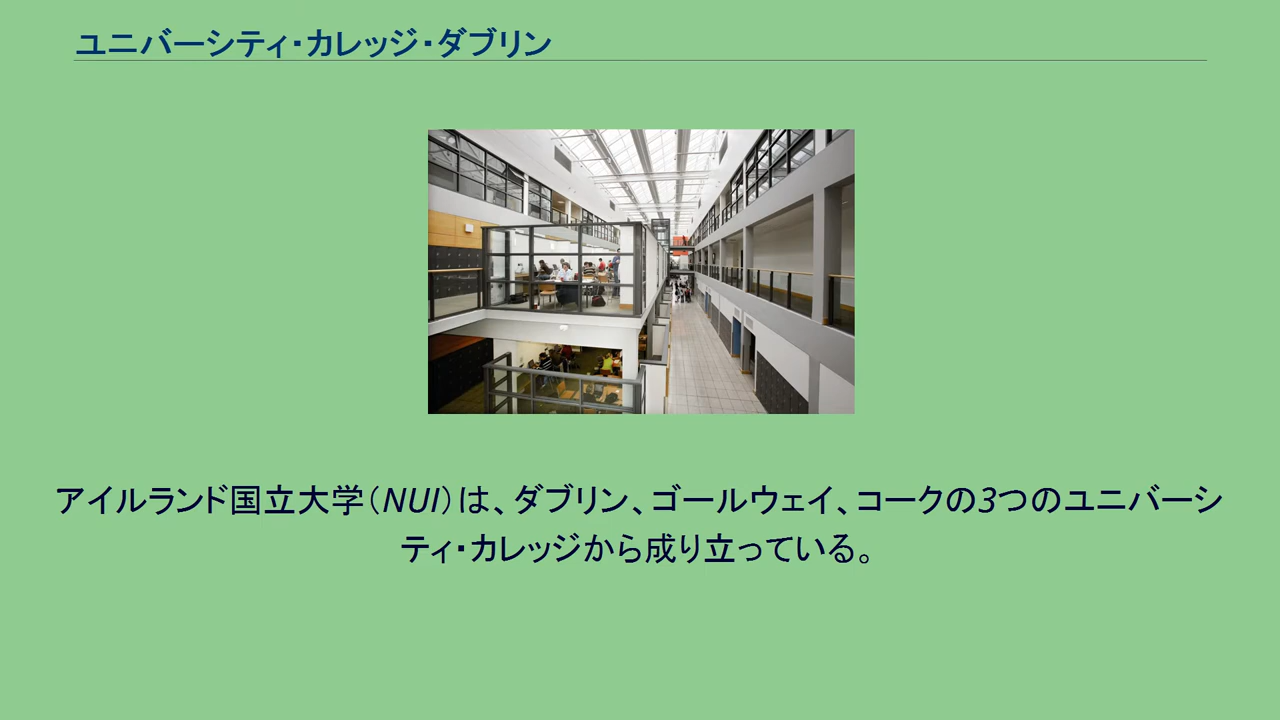 ユニバーシティ・カレッジ・ダブリン
アイルランド国立大学（NUI）は、ダブリン、ゴールウェイ、コークの3つのユニバーシ
ティ・カレッジから成り立っている。